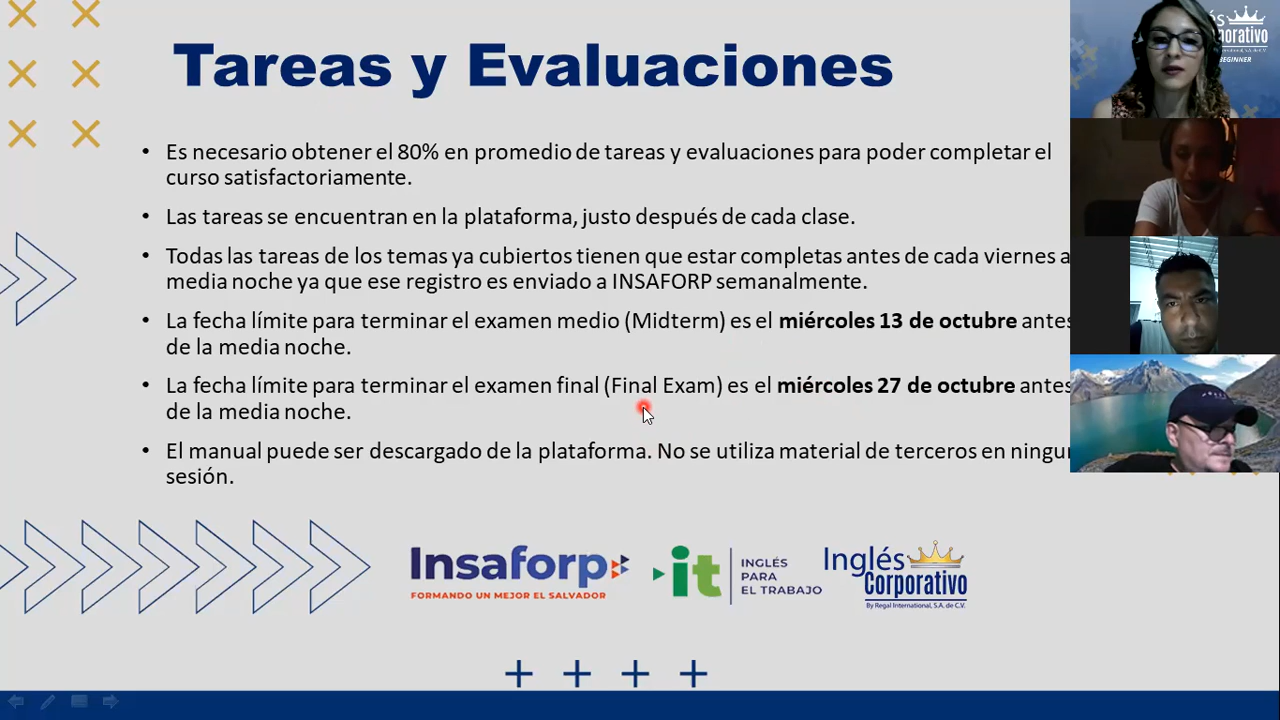 Tareas y Evaluaciones
• Es necesario obtener el 80% en promedio de tareas y evaluaciones para poder completar el
curso satisfactoriamente.
• Las tareas se encuentran en la plataforma, justo después de cada clase.
• Todas las tareas de los temas ya cubiertos tienen que estar completas antes de cada viernes a
media noche ya que ese registro es enviado a INSAFORP semanalmente.
• La fecha límite para terminar el examen medio (Midterm) es el miércoles 13 de octubre antes
de la media noche.
• La fecha límite para terminar el examen final (Final Exam) es el miércoles 27 de octubre antes
de la media noche.
• El manual puede ser descargado de la plataforma. No se utiliza material de terceros en
sesión.
Insaforp
FORMANDO UN MEJOR EL SALVADOR
it
INGLÉS
PARA
EL TRABAJO
Inglés
Corporativo
By Regal International, S.A. de C.V.
BEGINNER